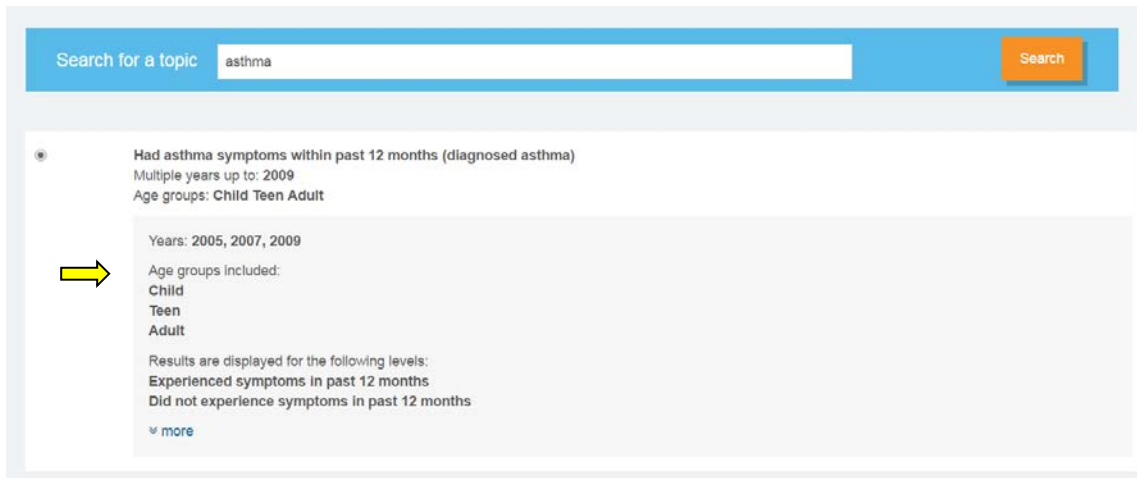 Search for a topic asthma Search
Had asthma symptoms within past 12 months (diagnosed asthma)
Multiple years up to: 2009
Age groups: Child Teen Adult
Years: 2005, 2007, 2009
Age groups included:
Child
Teen
Adult
Results are displayed for the following levels:
Experienced symptoms in past 12 months
Did not experience symptoms in past 12 months
more